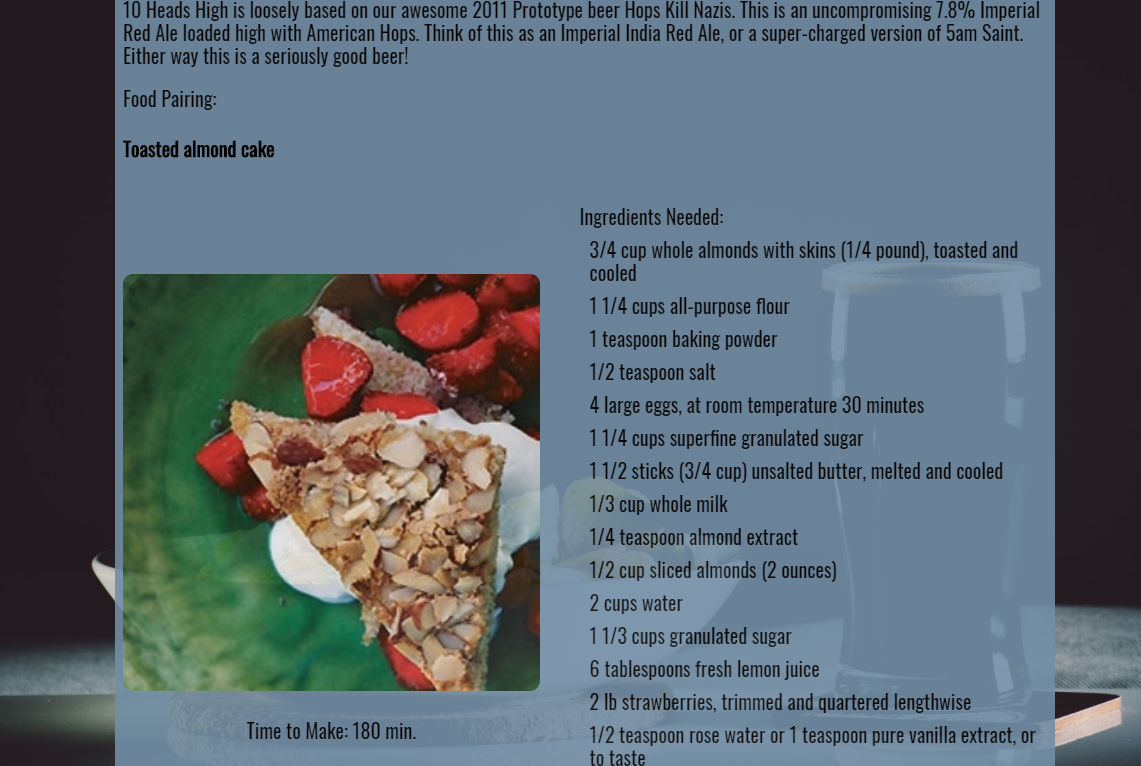 10 Heads High is loosely based on our awesome 2011 Prototype beer Hops Kill Nazis. This is an uncompromising 7.8% Imperial
Red Ale loaded high with American Hops. Think of this as an Imperial India Red Ale, or a super-charged version of 5am Saint.
Either way this is a seriously good beer!
Food Pairing:
Toasted almond cake
Ingredients Needed:
3/4 cup whole almonds with skins (1/4 pound), toasted and
cooled
1 1/4 cups all-purpose flour
1 teaspoon baking powder
1/2 teaspoon salt
4 large eggs, at room temperature 30 minutes
1 1/4 cups superfine granulated sugar
1 1/2 sticks (3/4 cup) unsalted butter, melted and cooled
1/3 cup whole milk
1/4 teaspoon almond extract
1/2 cup sliced almonds (2 ounces)
2 cups water
1 1/3 cups granulated sugar
6 tablespoons fresh lemon juice
2 lb strawberries, trimmed and quartered lengthwise
1/2 teaspoon rose water or 1 teaspoon pure vanilla extract, or
to taste
Time to Make: 180 min.